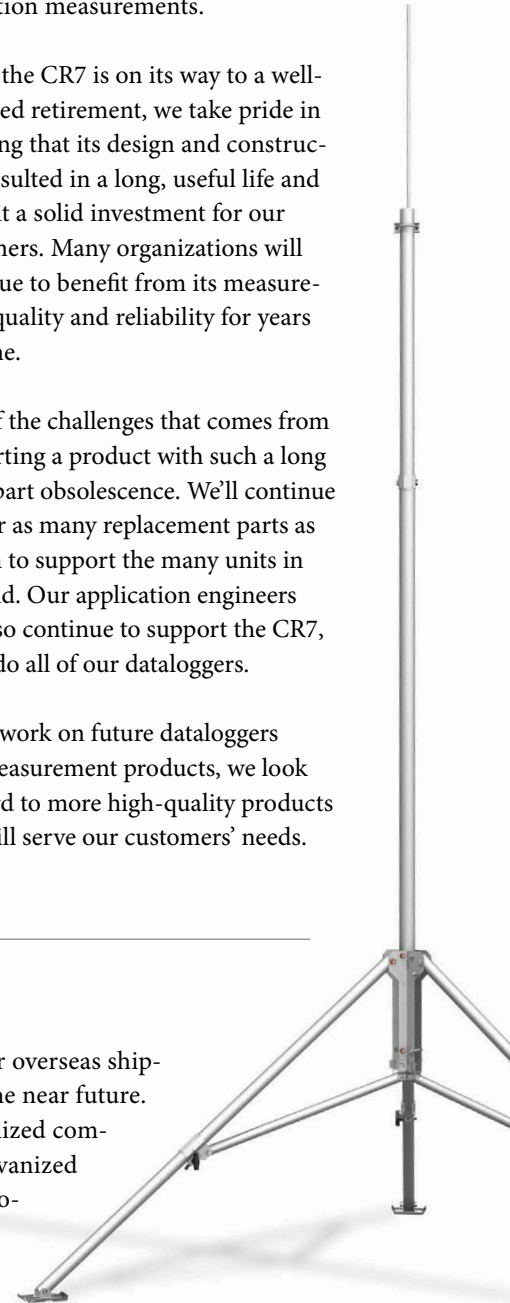 tion measurements.
the CR7 is on its way to a well-
ed retirement, we take pride in
ng that its design and construc-
sulted in a long, useful life and
t a solid investment for our
ners. Many organizations will
ue to benefit from its measure-
quality and reliability for years
ne.
f the challenges that comes from
rting a product with such a long
part obsolescence. We’ll continue
r as many replacement parts as
to support the many units in
d. Our application engineers
so continue to support the CR7,
do all of our dataloggers.
work on future dataloggers
easurement products, we look
d to more high-quality products
ill serve our customers’ needs.
r overseas ship-
ne near future.
ized com-
vanized
o-